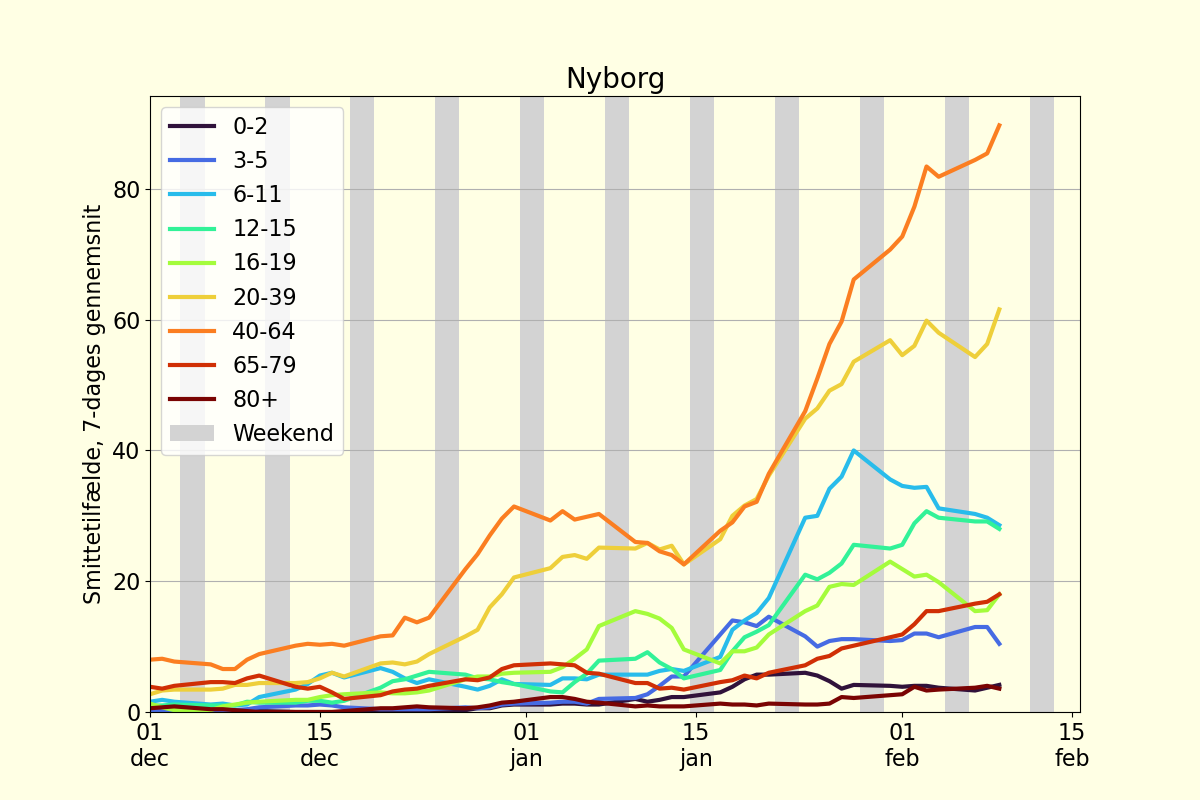 Nyborg
Smittetilfælde, 7-dages gennemsnit
80
60
40
20
0
0-2
3-5
6-11
12-15
16-19
20-39
40-64
65-79
80+
Weekend
01 15 01 15 01 15
dec dec jan jan feb feb